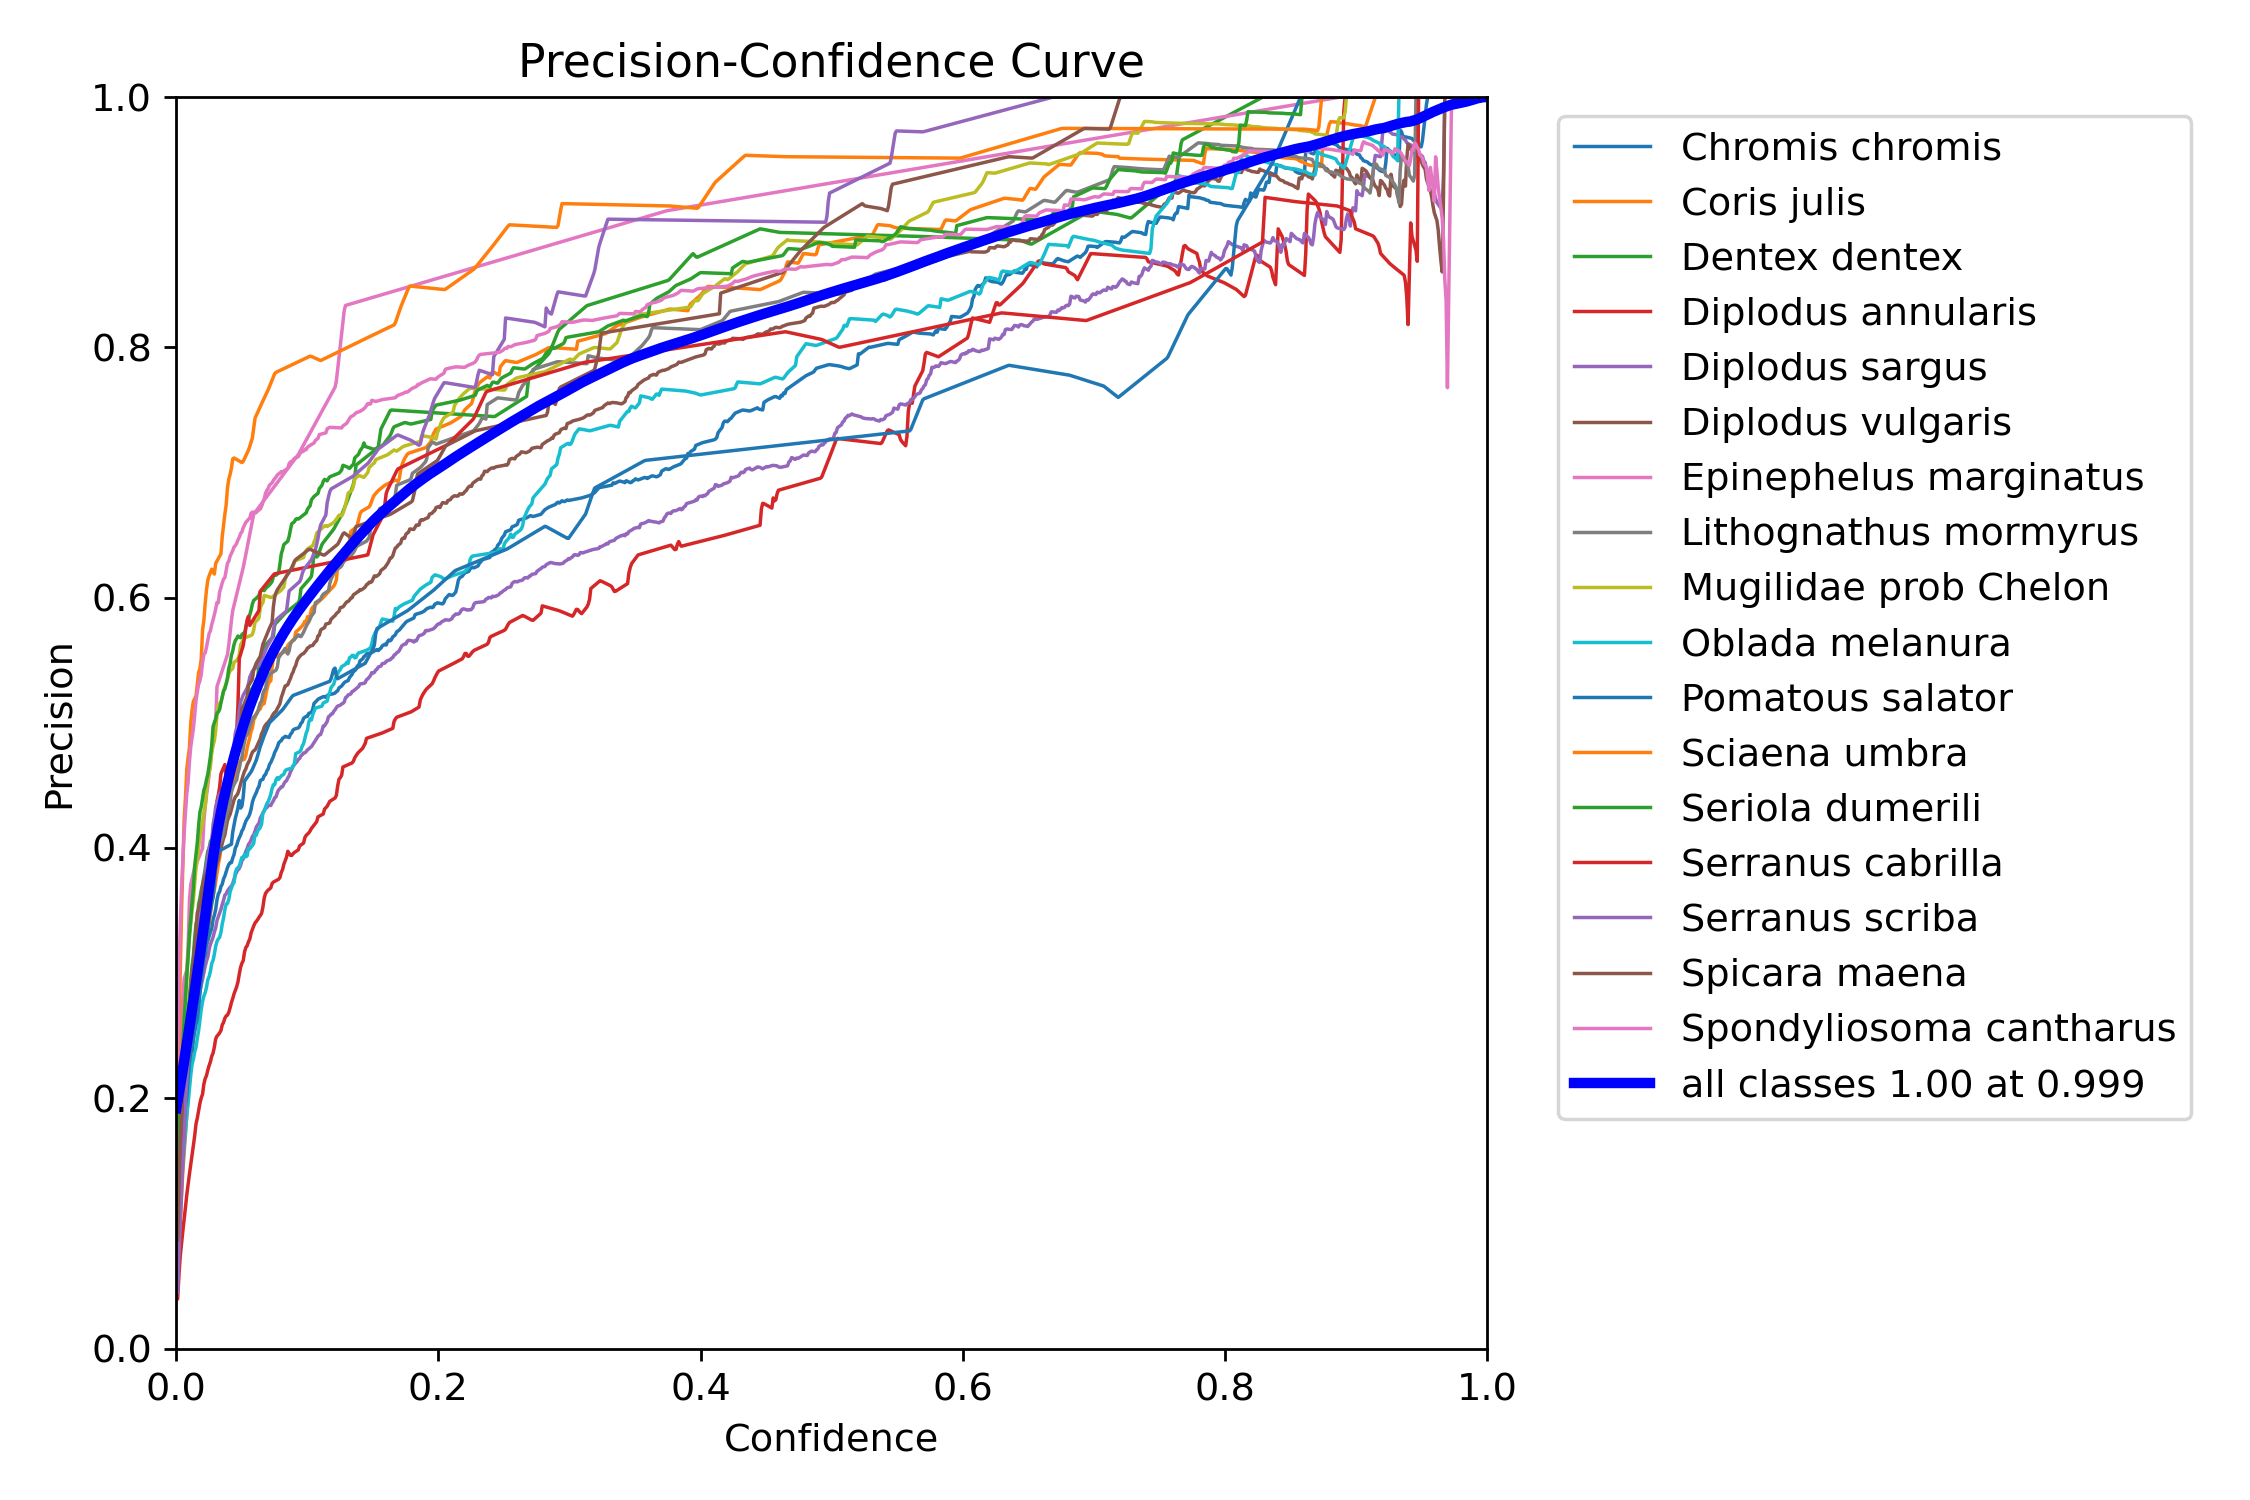 Precision-Confidence Curve
1.0
0.8
0.6
0.4
0.2
0.0
Precision
0.0 0.2 0.4 0.6 0.8 1.0
Confidence
Chromis chromis
Coris julis
Dentex dentex
Diplodus annularis
Diplodus sargus
Diplodus vulgaris
Epinephelus marginatus
Lithognathus mormyrus
Mugilidae prob Chelon
Oblada melanura
Pomatous salator
Sciaena umbra
Seriola dumerili
Serranus cabrilla
Serranus scriba
Spicara maena
Spondyliosoma cantharus
all classes 1.00 at 0.999